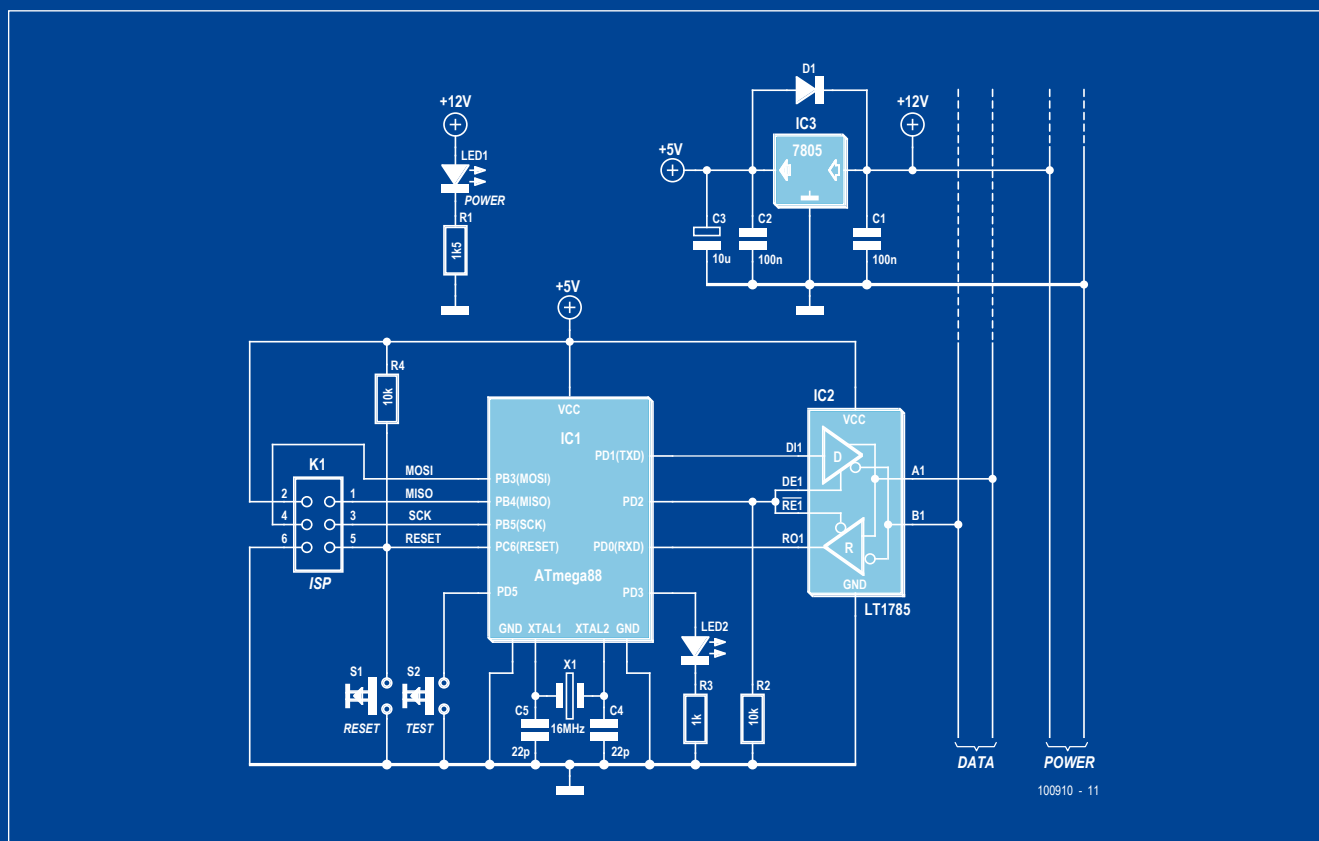 D1
+12V
+12V
IC3
LED1
+5V
7805
POWER
R1
1k5
C3
C2
C1
10u
100n
100n
+5V
R4
10k
IC2
VCC
VCC
IC1
K1
MOSI
PB3(MOSI)
PD1(TXD)
DI1
D
A1
2
1
MISO
PB4(MISO)
PD2
DE1
RE1
4
3
SCK
PB5(SCK)
B1
6
5
RESET
PC6(RESET)
PD0(RXD)
RO1
R
ISP
ATmega88
GND
PD5
PD3
LT1785
GND
XTAL1
XTAL2
GND
LED2
S1
S2
X1
R3
R2
1k
10k
RESET
TEST
C5
16MHz
C4
22p
22p
DATA
POWER
100910 - 11